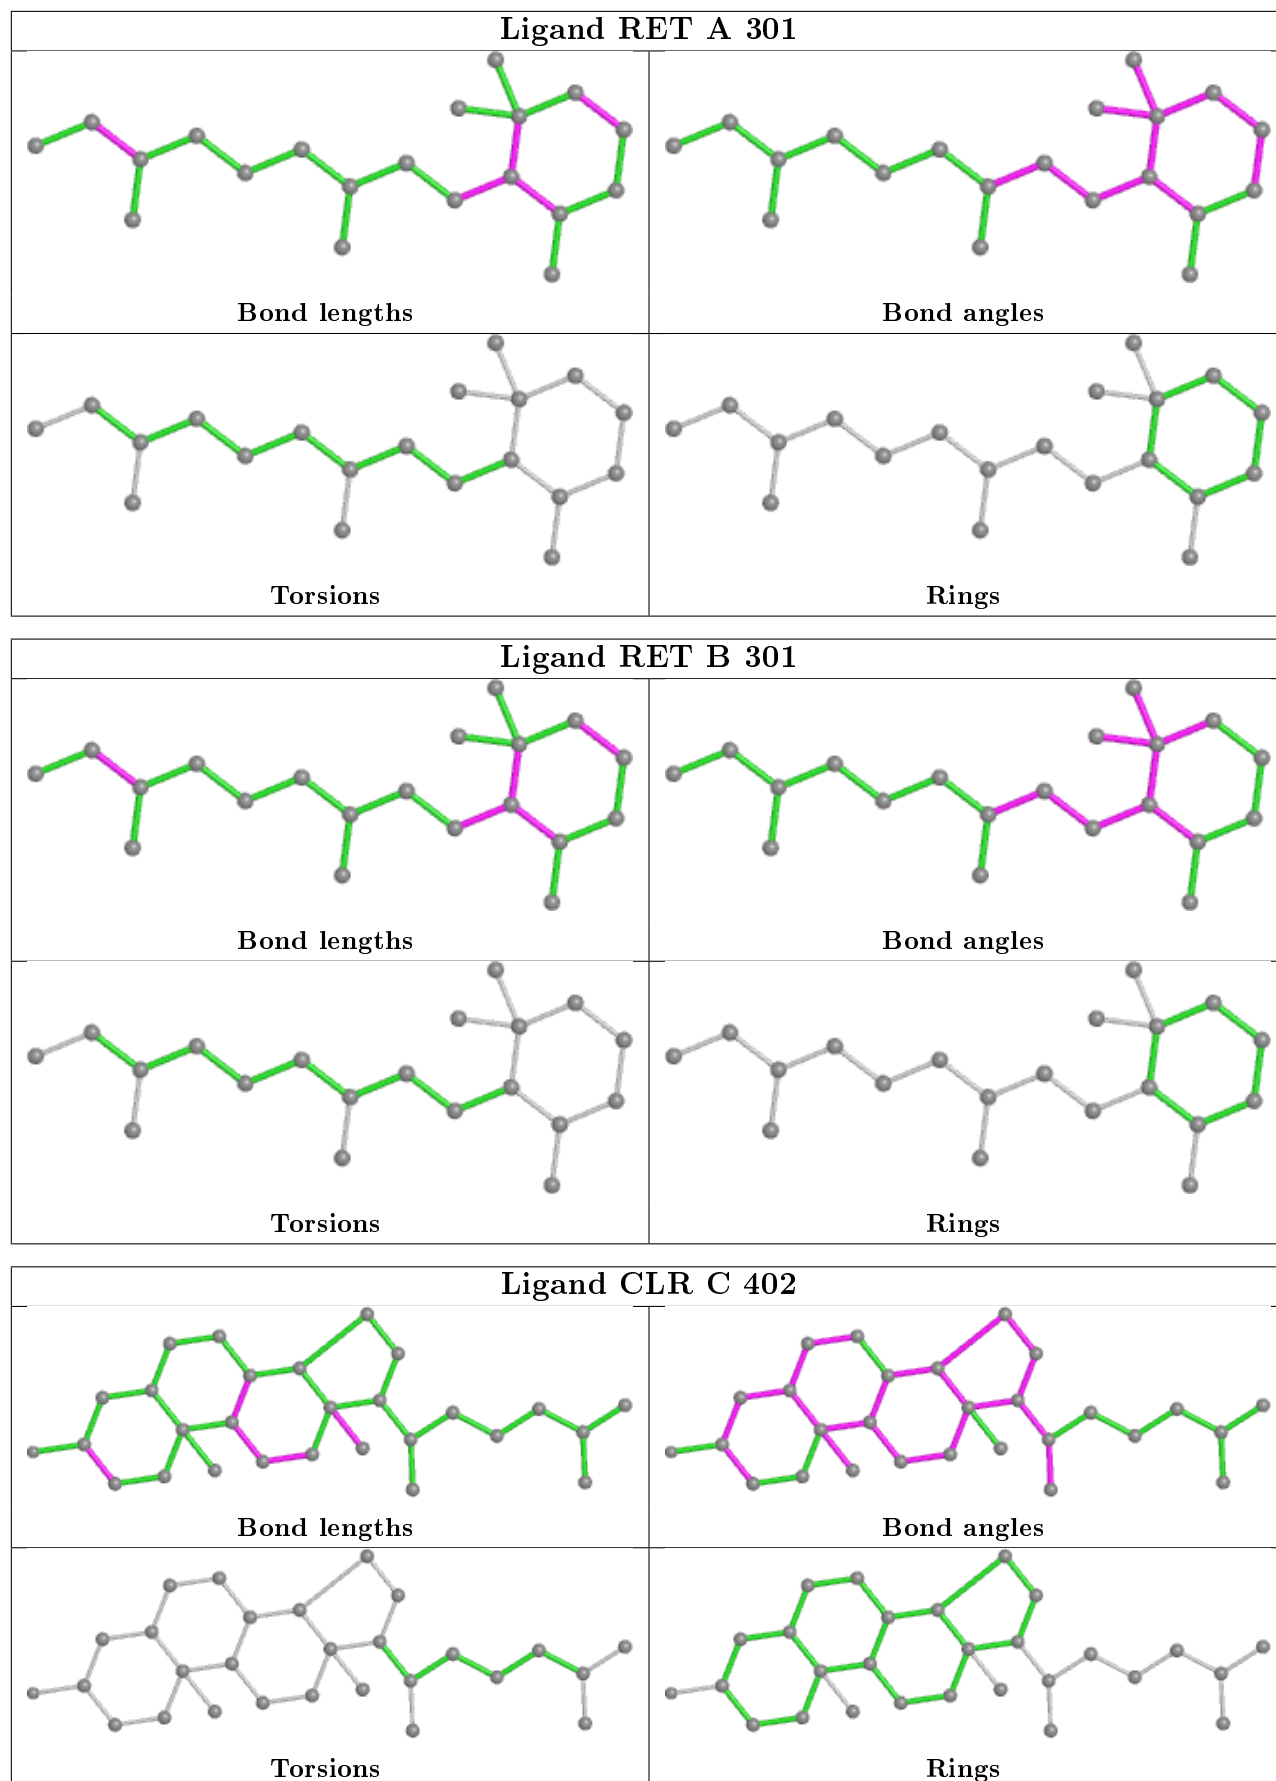 Ligand RET A 301
Bond lengths
Bond angles
Torsions
Rings
Ligand RET B 301
Bond lengths
Bond angles
Torsions
Rings
Ligand CLR C 402
Bond lengths
Bond angles
Torsions
Rings